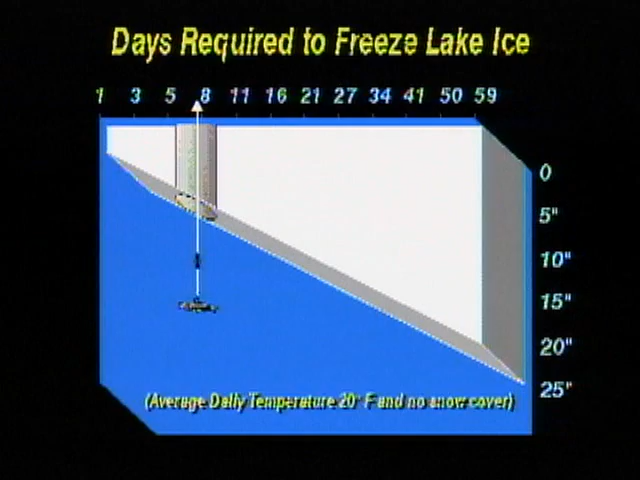 Days Required to Freeze Lake Ice
1 3 5 8 11 16 21 27 34 41 50 59
0
5"
10"
15"
20"
25"
(Average Daily Temperature 20° F and no snow cover)